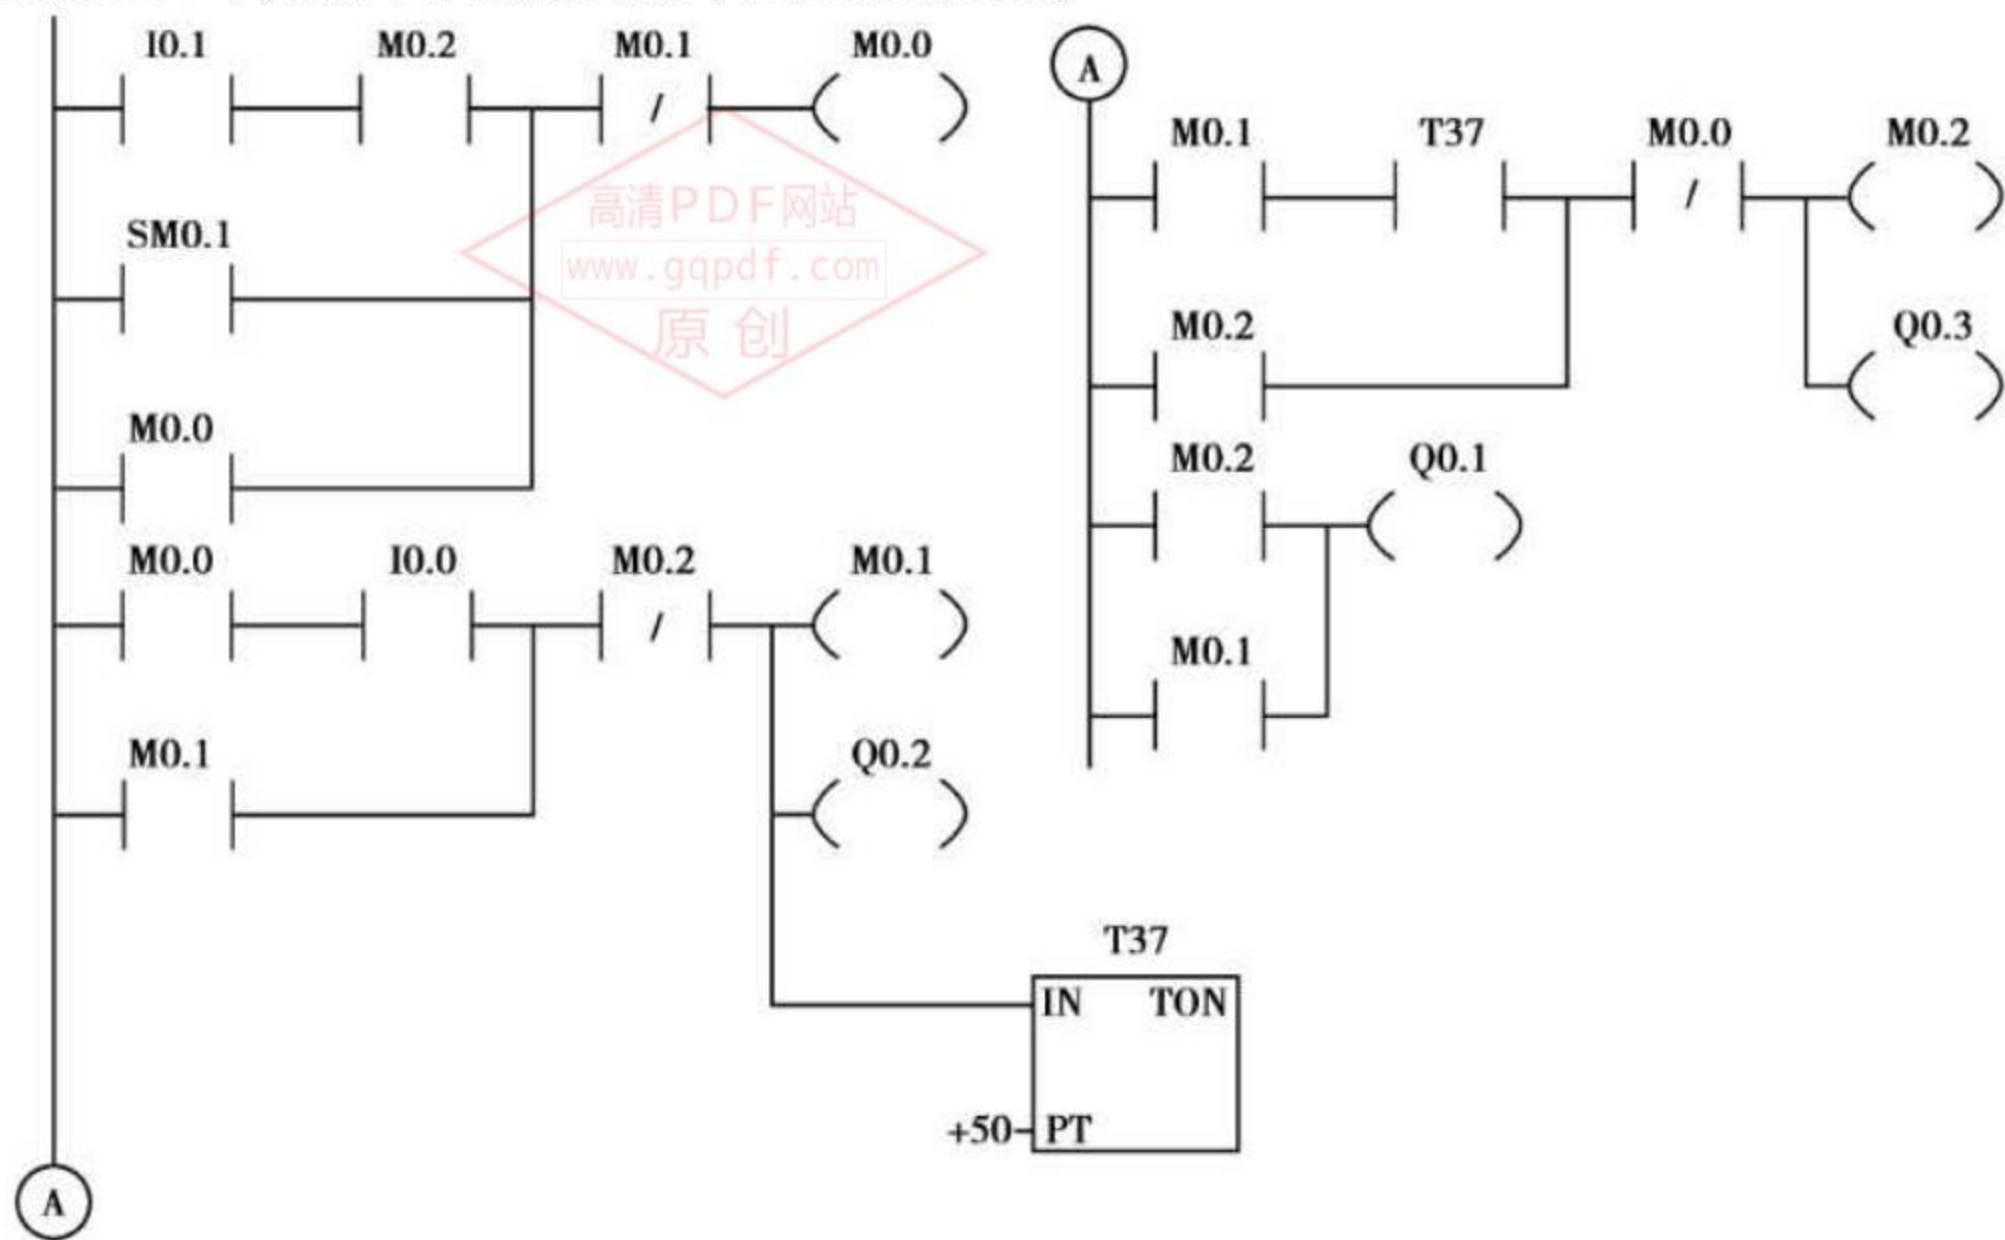 I0.1 M0.2 M0.1 M0.0
/
SM0.1
M0.0
M0.0 I0.0 M0.2 M0.1
/
M0.1 Q0.2
T37
IN TON
+50 PT
A
A
M0.1 T37 M0.0 M0.2
/
M0.2 Q0.3
M0.2 Q0.1
M0.1
高清PDF网站
www.gqpdf.com
原创